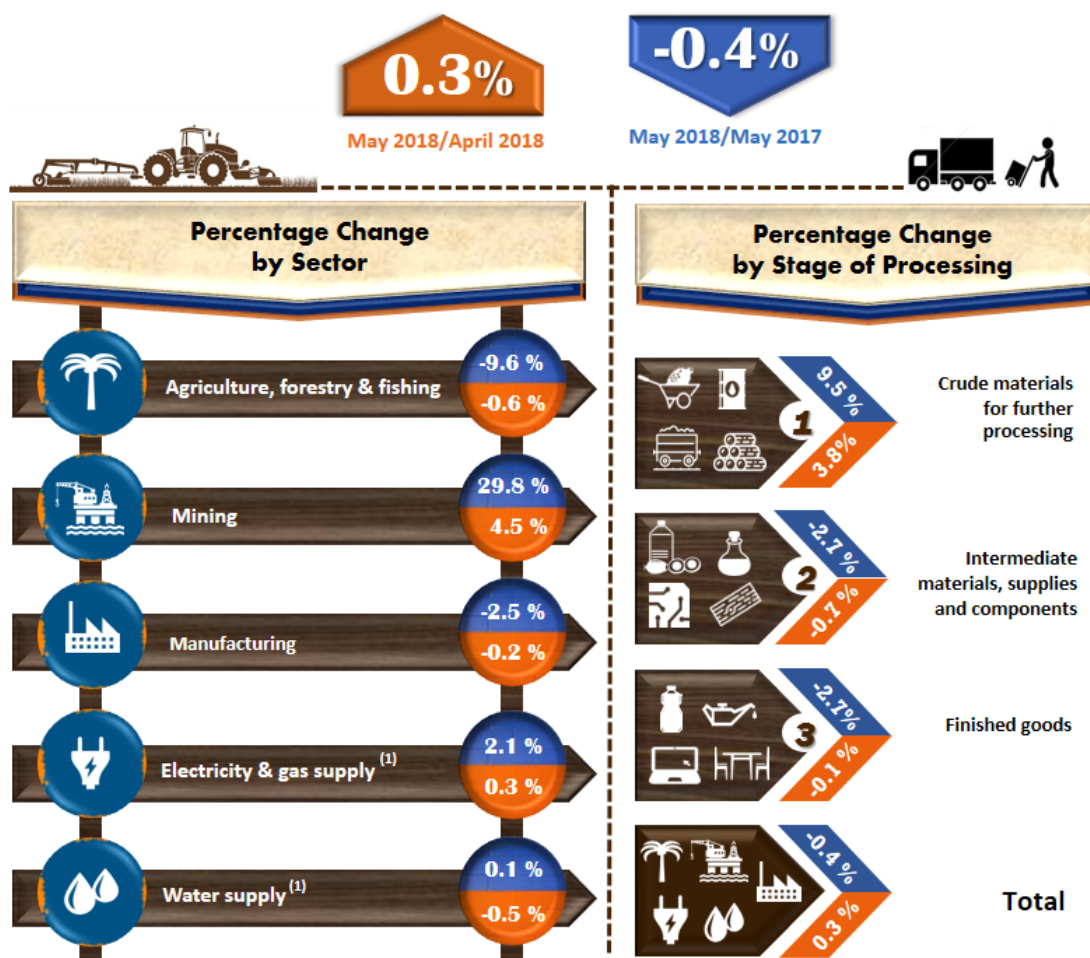 0.3%
-0.4%
May 2018/April 2018
May 2018/May 2017
Percentage Change
by Sector
Agriculture, forestry & fishing
-9.6 %
-0.6 %
Mining
29.8 %
4.5 %
Manufacturing
-2.5 %
-0.2 %
Electricity & gas supply (1)
2.1 %
0.3 %
Water supply (1)
0.1 %
-0.5 %
Percentage Change
by Stage of Processing
1
9.5 %
3.8%
Crude materials
for further
processing
2
-2.7%
-0.7 %
Intermediate
materials, supplies
and components
3
-2.7%
-0.1 %
Finished goods
-0.4 %
0.3 %
Total